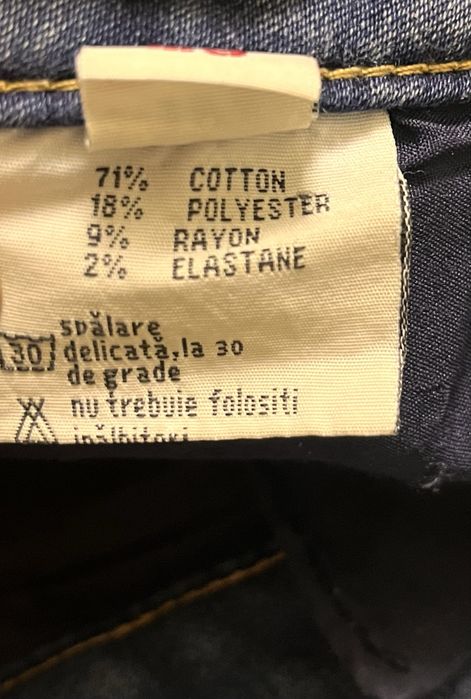 71% COTTON
18% POLYESTER
9% RAYON
2% ELASTANE
spălare
30 delicată,la 30
de grade
nu trebuie folositi